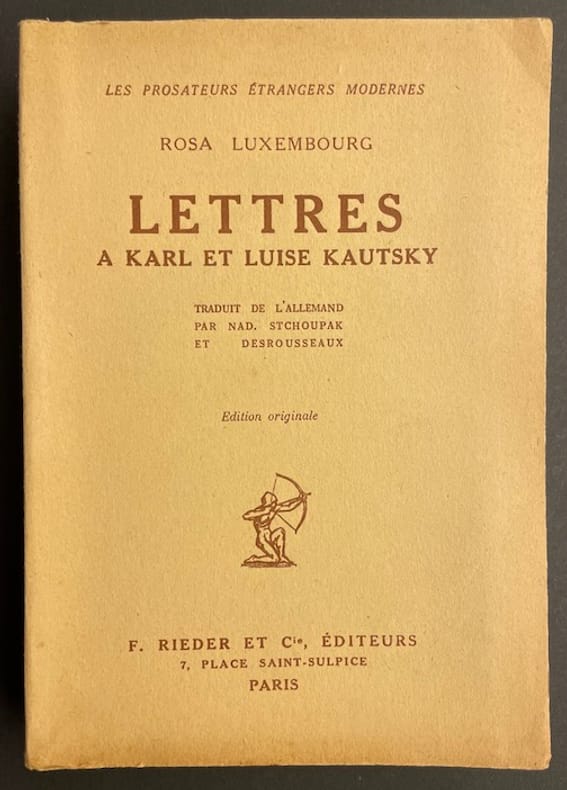 LES PROSATEURS ÉTRANGERS MODERNES
ROSA LUXEMBOURG
LETTRES
A KARL ET LUISE KAUTSKY
TRADUIT DE L'ALLEMAND
PAR NAD. STCHOUPAK
ET DESROUSSEAUX
Edition originale
F. RIEDER ET Cie, ÉDITEURS
7, PLACE SAINT-SULPICE
PARIS